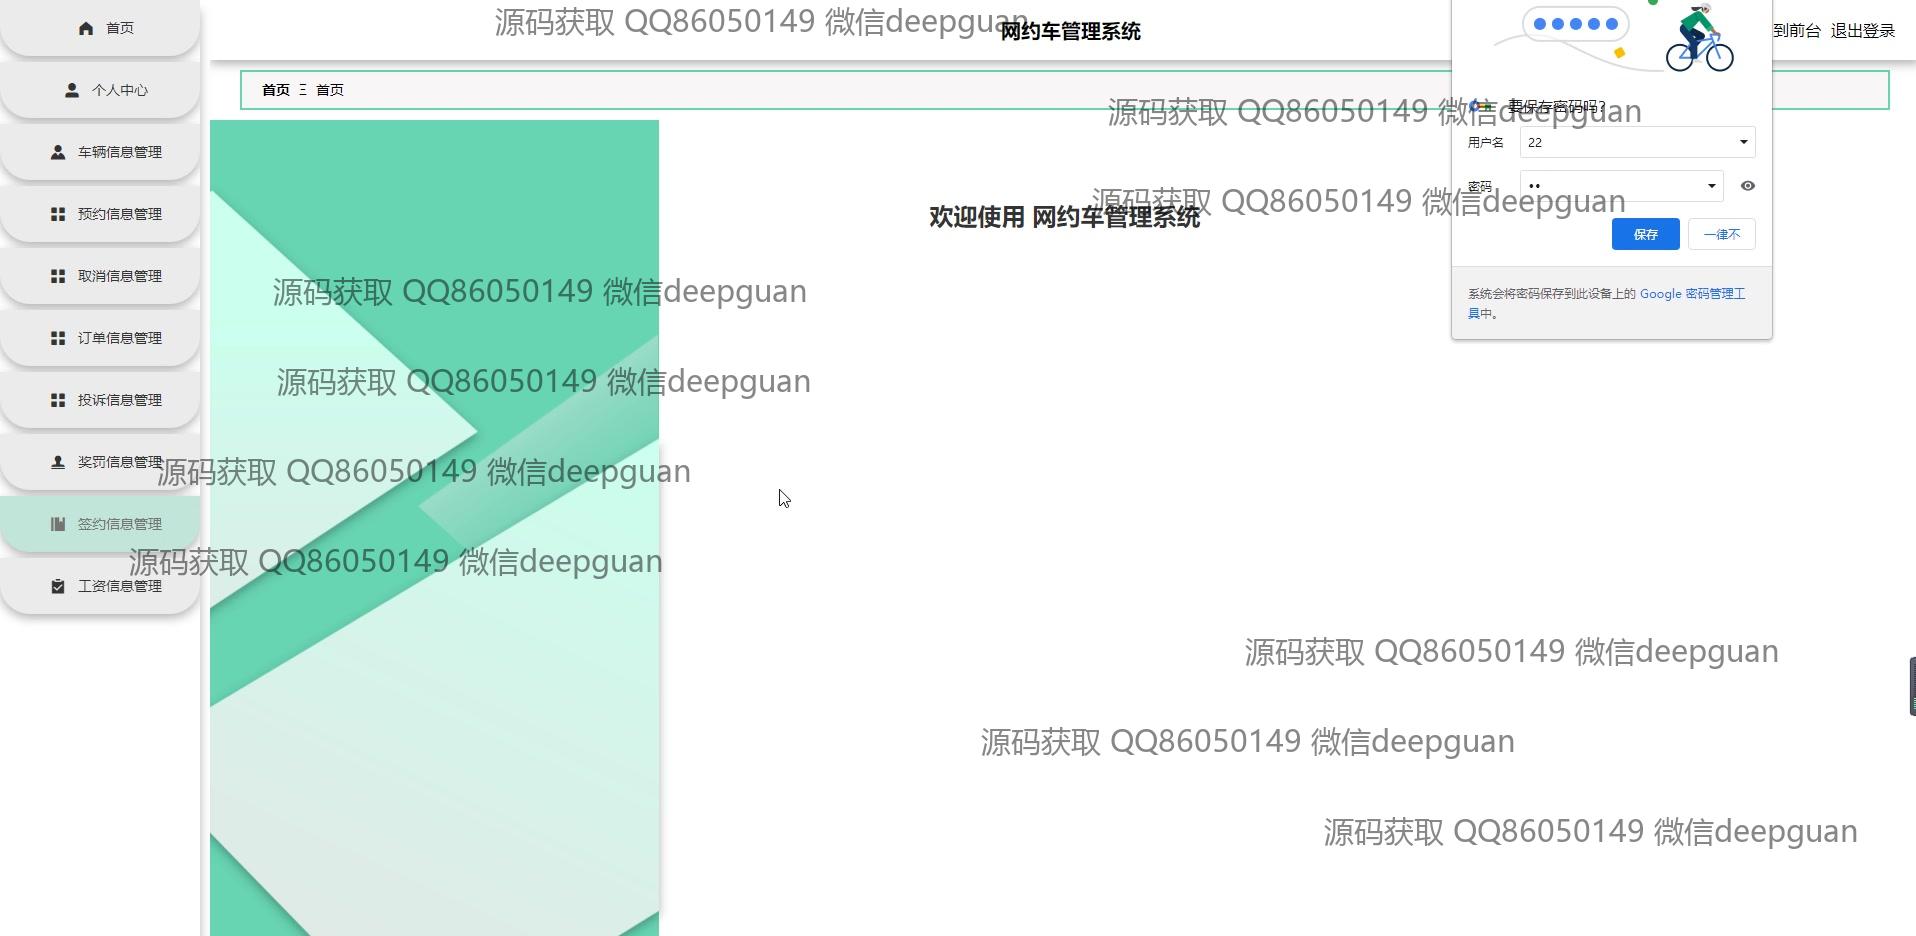 首页
个人中心
车辆信息管理
预约信息管理
取消信息管理
订单信息管理
投诉信息管理
奖罚信息管理
签约信息管理
工资信息管理
源码获取 QQ86050149 微信deepguan
网约车管理系统
到前台 退出登录
首页 Ξ 首页
源码获取 QQ86050149 微信deepguan
要保存密码吗?
用户名 22
密码 ••
保存 一律不
系统会将密码保存到此设备上的 Google 密码管理工
具中。
源码获取 QQ86050149 微信deepguan
欢迎使用 网约车管理系统
源码获取 QQ86050149 微信deepguan
源码获取 QQ86050149 微信deepguan
源码获取 QQ86050149 微信deepguan
源码获取 QQ86050149 微信deepguan
源码获取 QQ86050149 微信deepguan
源码获取 QQ86050149 微信deepguan
源码获取 QQ86050149 微信deepguan